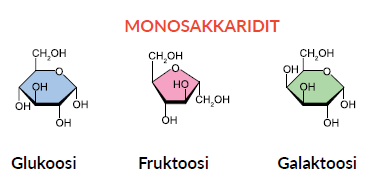 MONOSAKKARIDIT
CH₂OH
O
OH
OH
OH
OH
Glukoosi
CH₂OH
O
HO
OH
CH₂OH
OH
Fruktoosi
CH₂OH
OH
O
OH
OH
OH
Galaktoosi